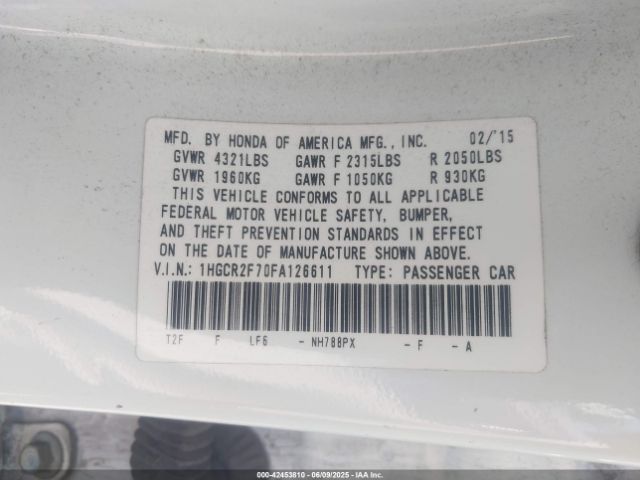 MFD. BY HONDA OF AMERICA MFG., INC. 02/'15
GVWR 4321LBS GAWR F 2315LBS R 2050LBS
GVWR 1960KG GAWR F 1050KG R 930KG
THIS VEHICLE CONFORMS TO ALL APPLICABLE
FEDERAL MOTOR VEHICLE SAFETY, BUMPER,
AND THEFT PREVENTION STANDARDS IN EFFECT
ON THE DATE OF MANUFACTURE SHOWN ABOVE.
V.I.N.: 1HGCR2F70FA126611 TYPE: PASSENGER CAR
T2F F LF6 - NH788PX - F - A
000-42453810 | 06/09/2025 | IAAI.COM